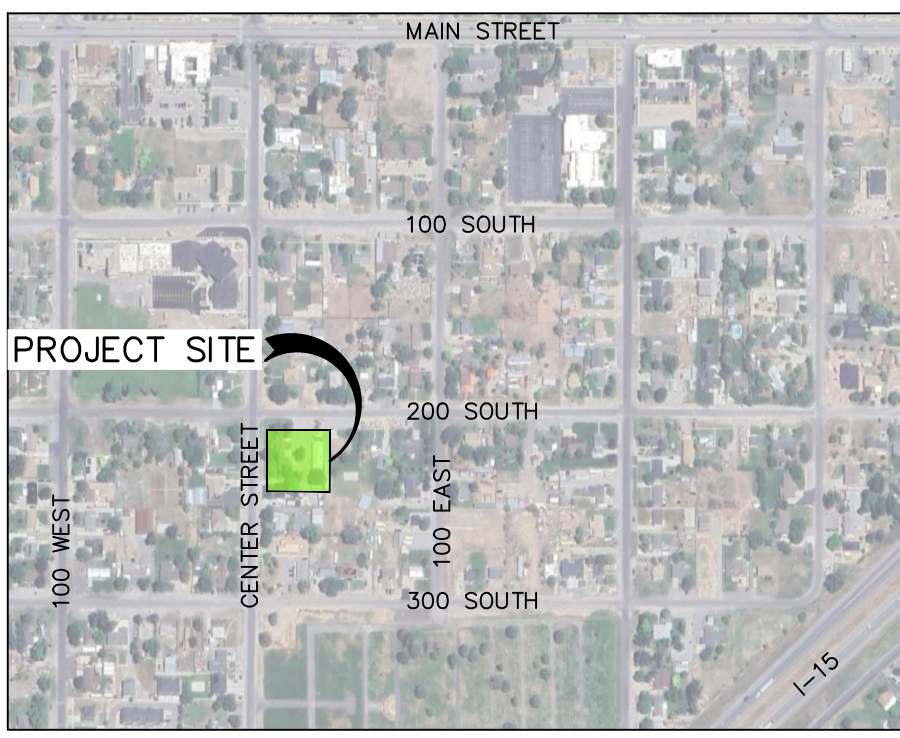 MAIN STREET
100 SOUTH
PROJECT SITE
200 SOUTH
CENTER STREET
100 EAST
100 WEST
300 SOUTH
I-15